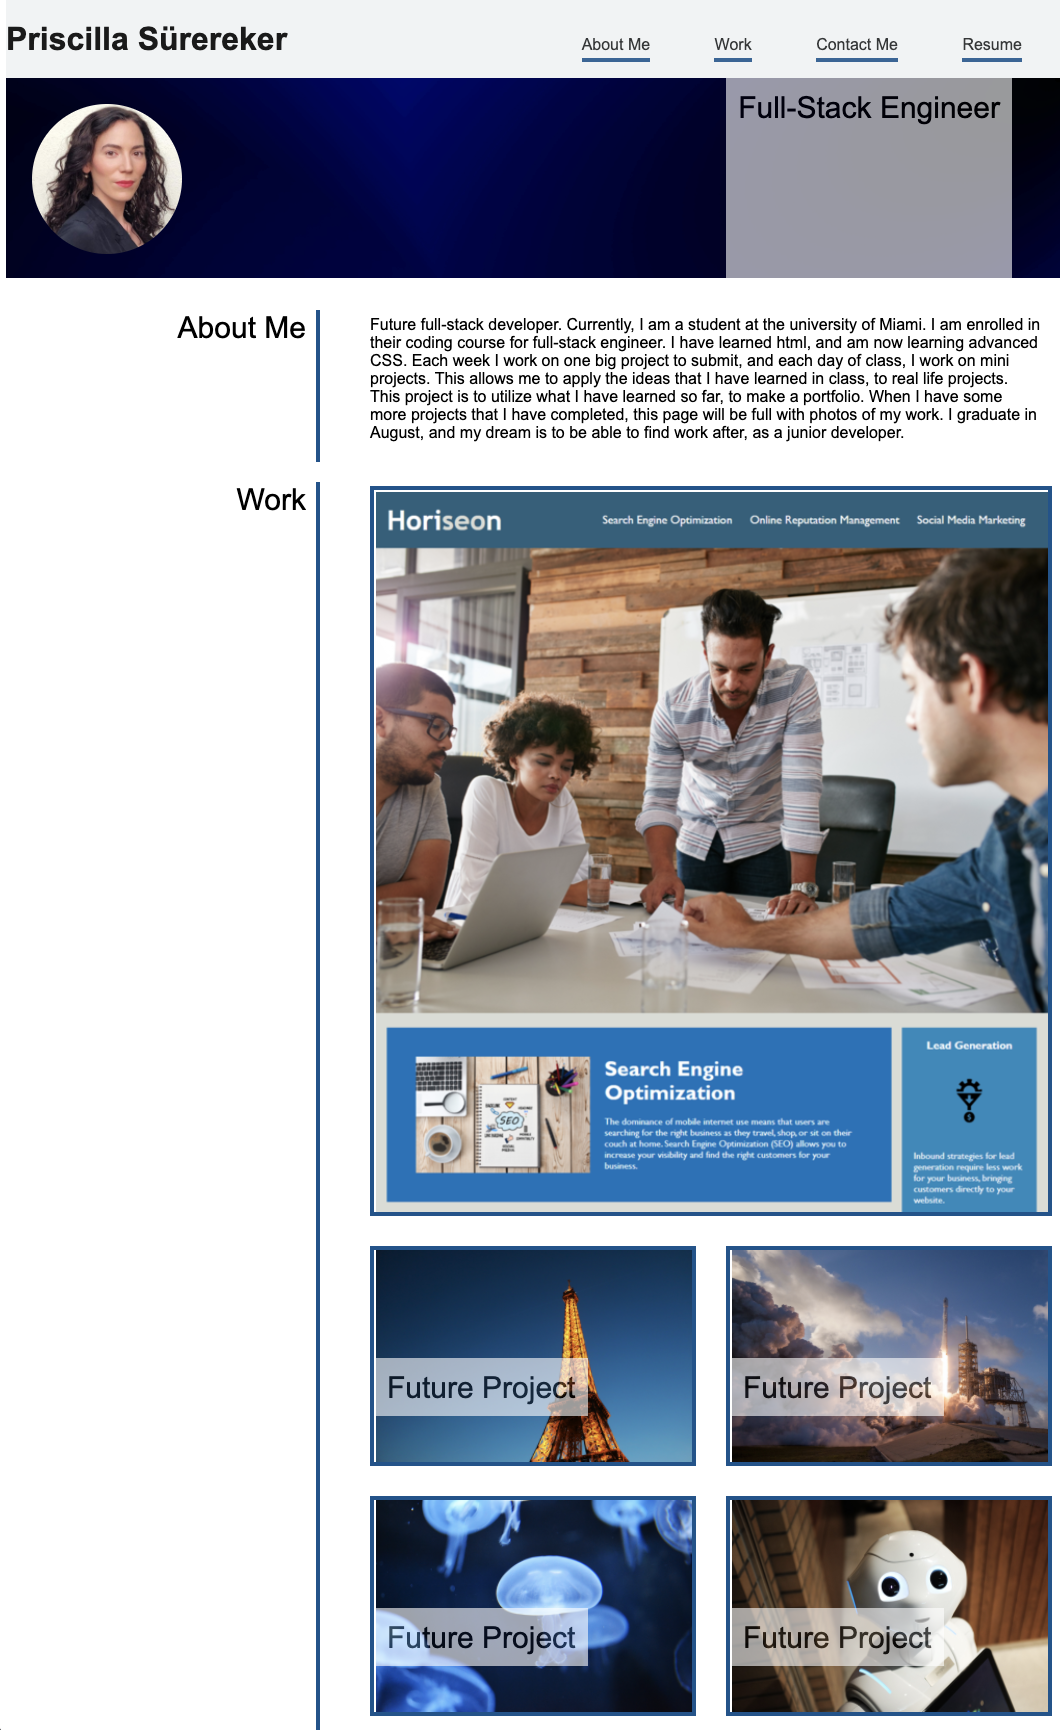 Priscilla Sürereker
About Me
Work
Contact Me
Resume
Full-Stack Engineer
About Me
Future full-stack developer. Currently, I am a student at the university of Miami. I am enrolled in
their coding course for full-stack engineer. I have learned html, and am now learning advanced
CSS. Each week I work on one big project to submit, and each day of class, I work on mini
projects. This allows me to apply the ideas that I have learned in class, to real life projects.
This project is to utilize what I have learned so far, to make a portfolio. When I have some
more projects that I have completed, this page will be full with photos of my work. I graduate in
August, and my dream is to be able to find work after, as a junior developer.
Work
Horiseon
Search Engine Optimization
Online Reputation Management
Social Media Marketing
SEO
Search Engine
Optimization
The dominance of mobile internet use means that users are
searching for the right business as they travel, shop, or sit on their
couch at home. Search Engine Optimization (SEO) allows you to
increase your visibility and find the right customers for your
business.
Lead Generation
Inbound strategies for lead
generation require less work
for your business, bringing
customers directly to your
website.
Future Project
Future Project
Future Project
Future Project